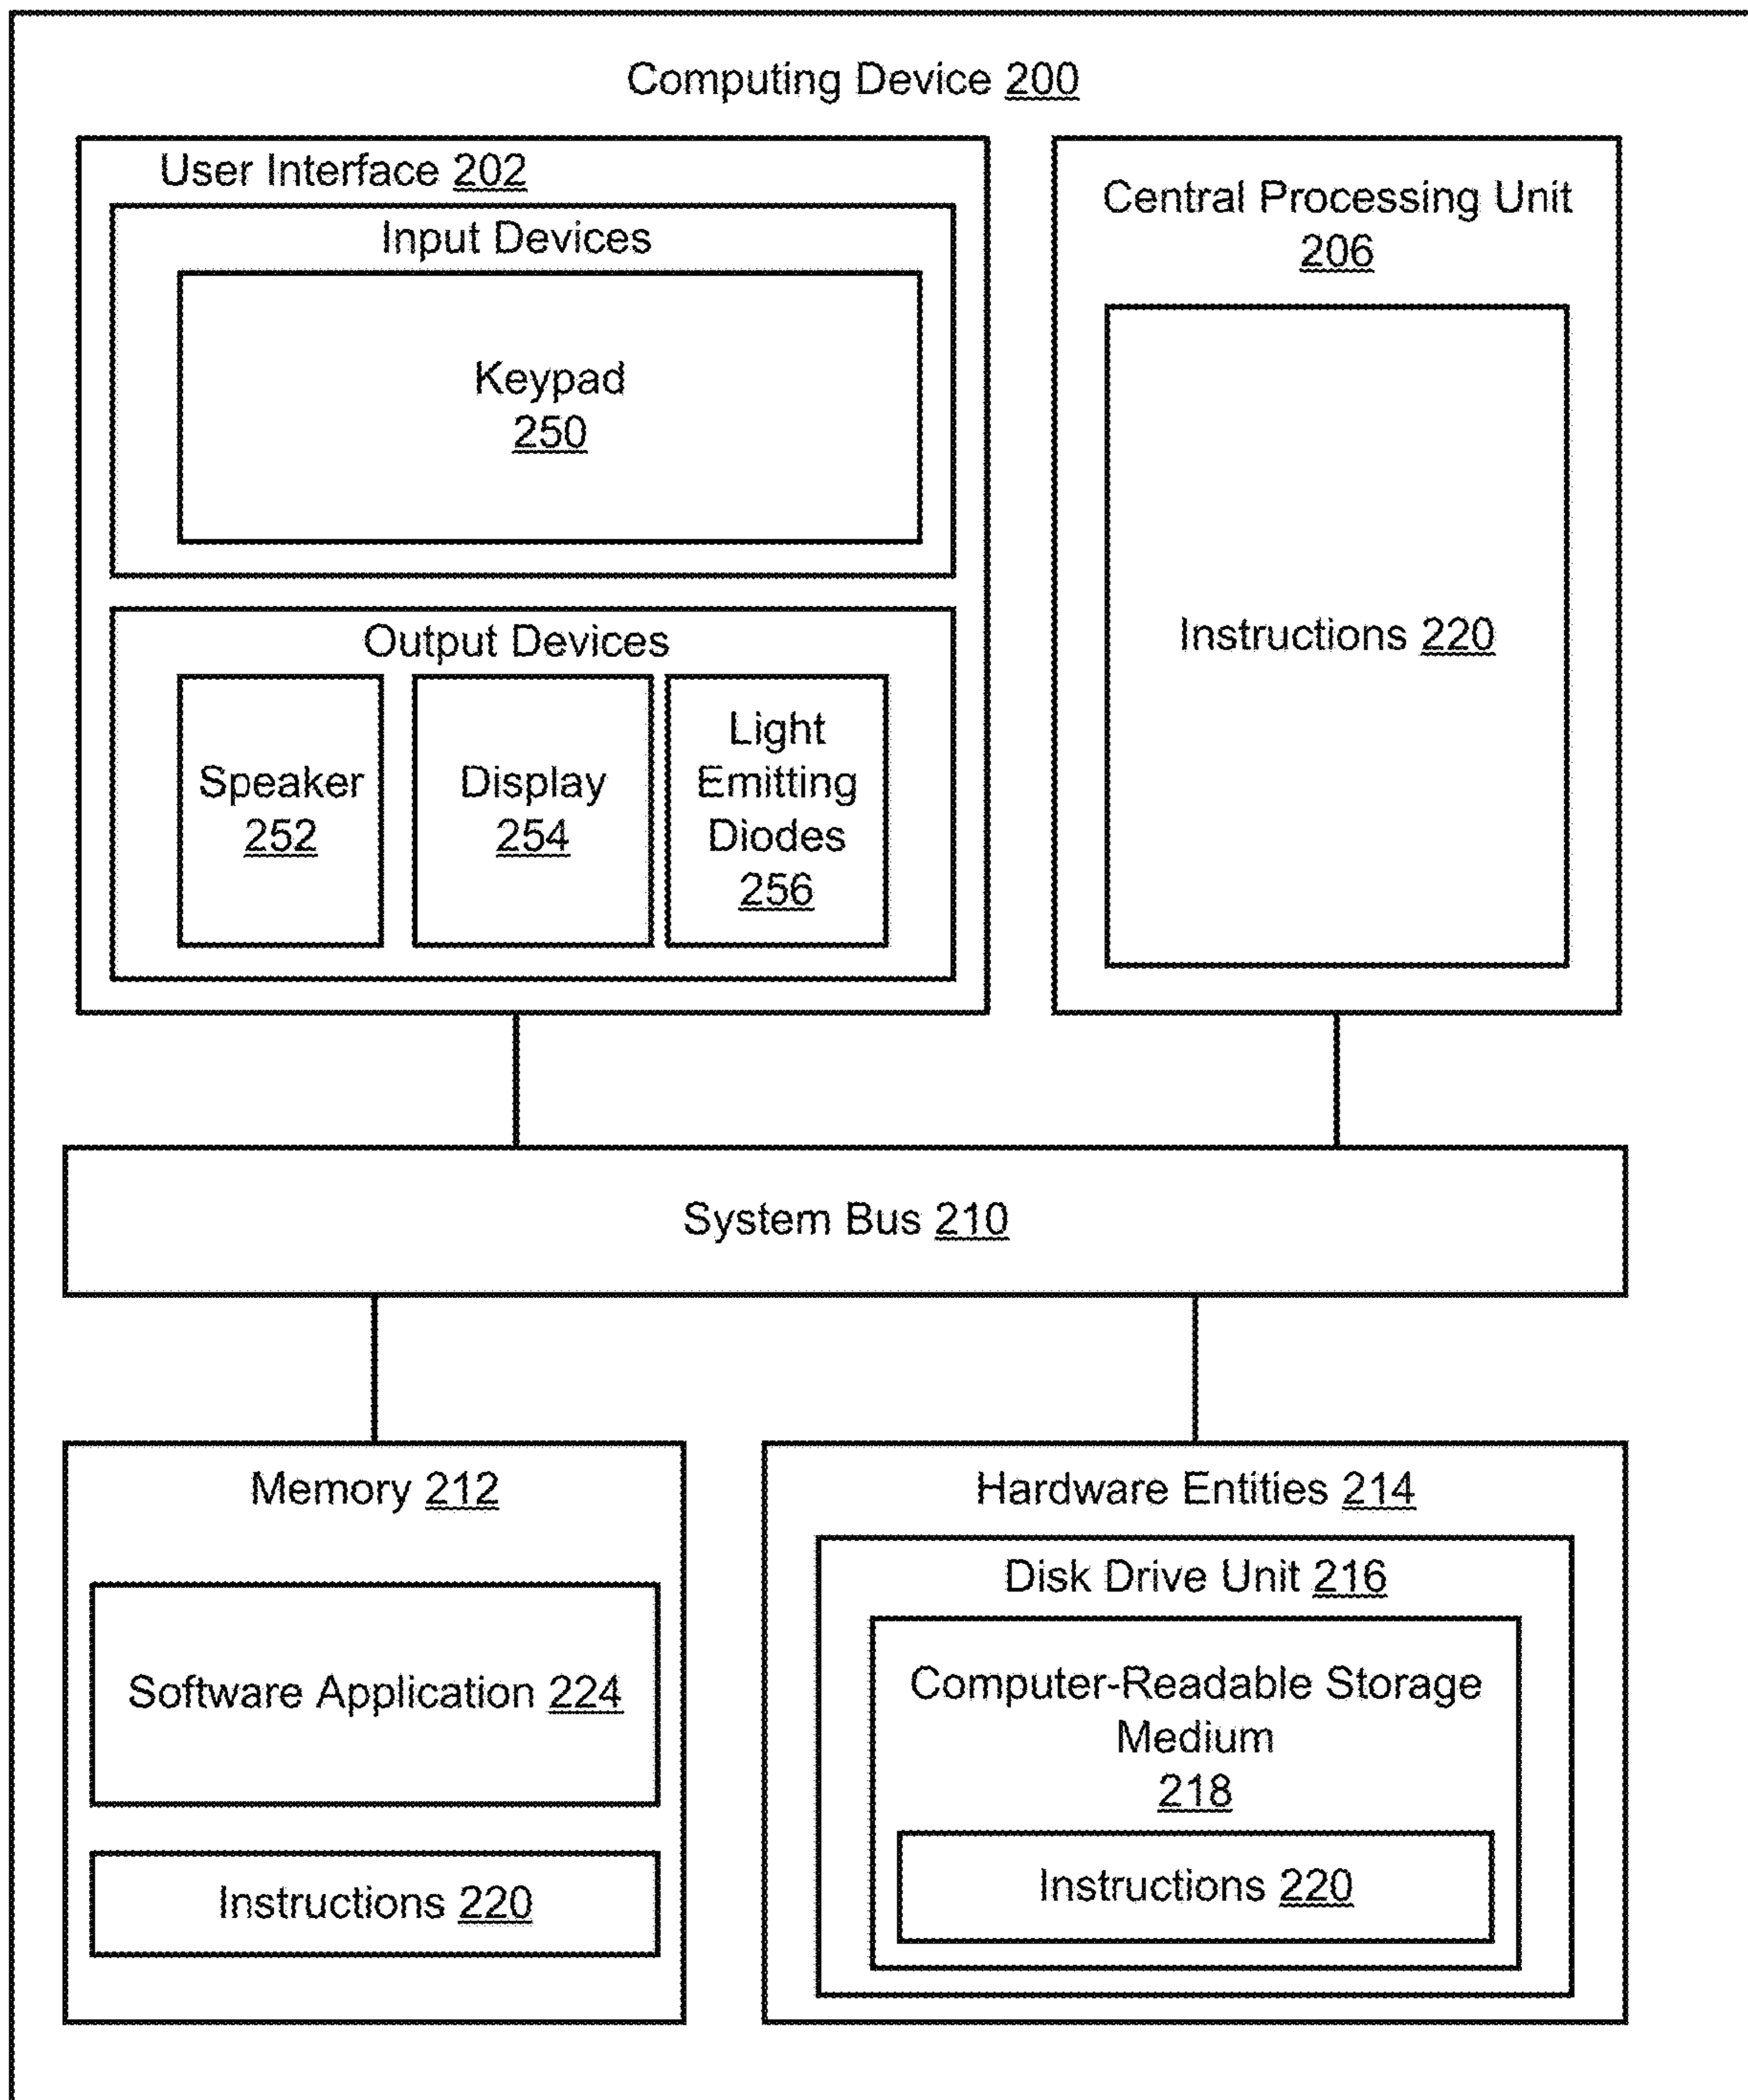 Computing Device 200
User Interface 202
Input Devices
Keypad
250
Output Devices
Speaker
252
Display
254
Light
Emitting
Diodes
256
Central Processing Unit
206
Instructions 220
System Bus 210
Memory 212
Software Application 224
Instructions 220
Hardware Entities 214
Disk Drive Unit 216
Computer-Readable Storage
Medium
218
Instructions 220